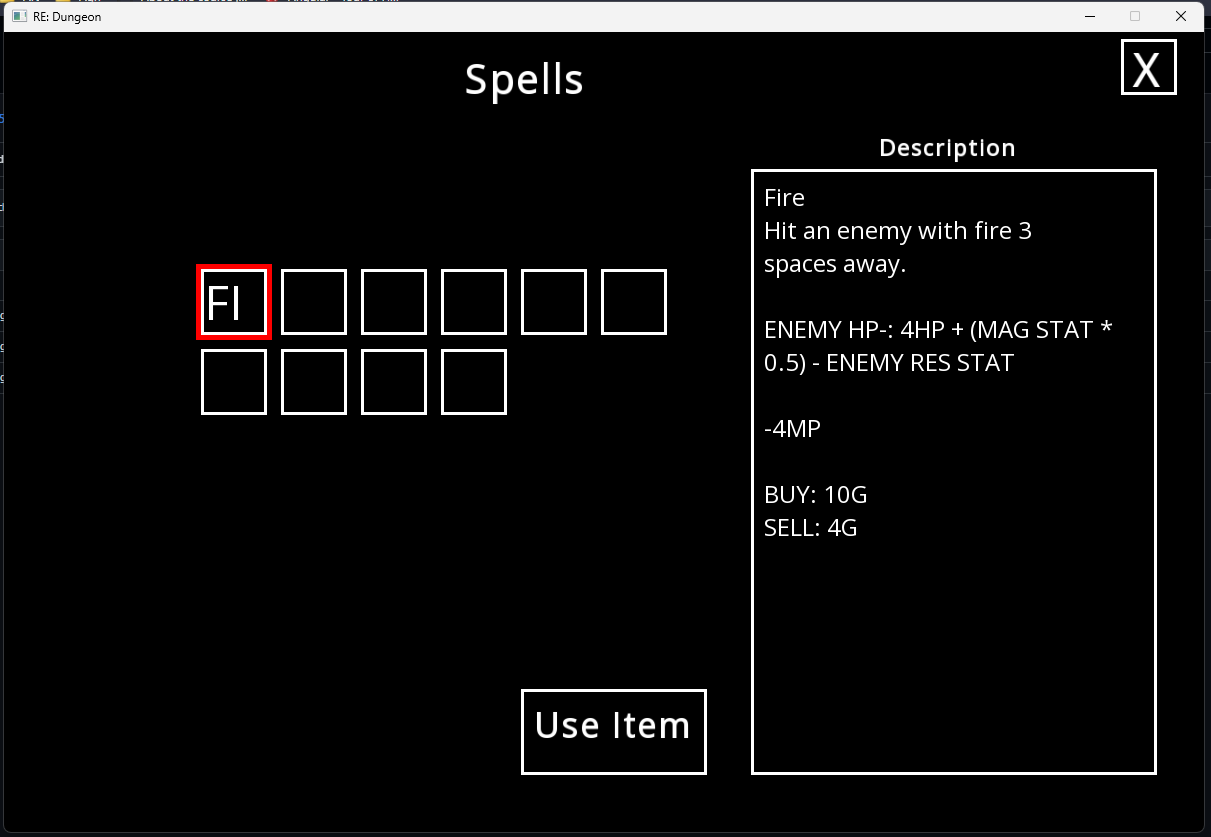 RE: Dungeon
Spells
X
Description
Fire
Hit an enemy with fire 3
spaces away.
ENEMY HP-: 4HP + (MAG STAT *
0.5) - ENEMY RES STAT
-4MP
BUY: 10G
SELL: 4G
FI
Use Item